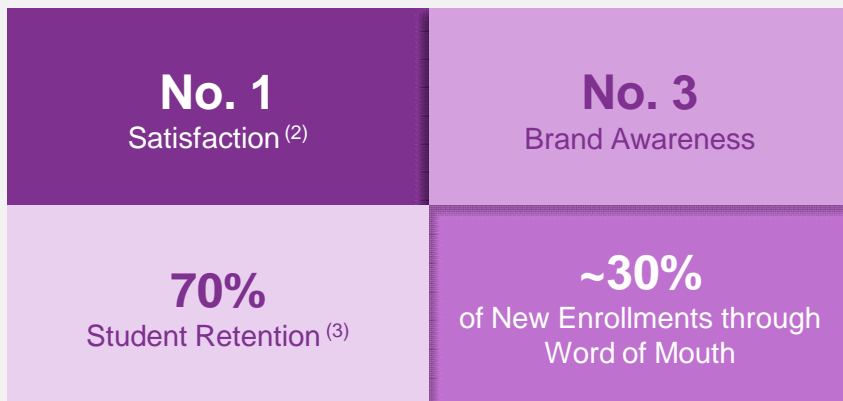 No. 1
Satisfaction (2)
No. 3
Brand Awareness
70%
Student Retention (3)
~30%
of New Enrollments through
Word of Mouth